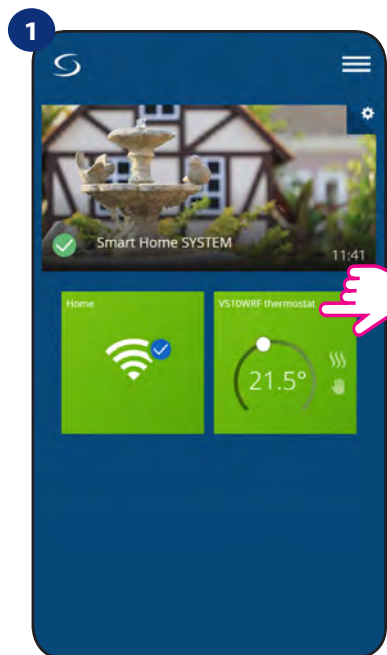 1
Smart Home SYSTEM
11:41
Home
VS10WRF thermostat
21.5°